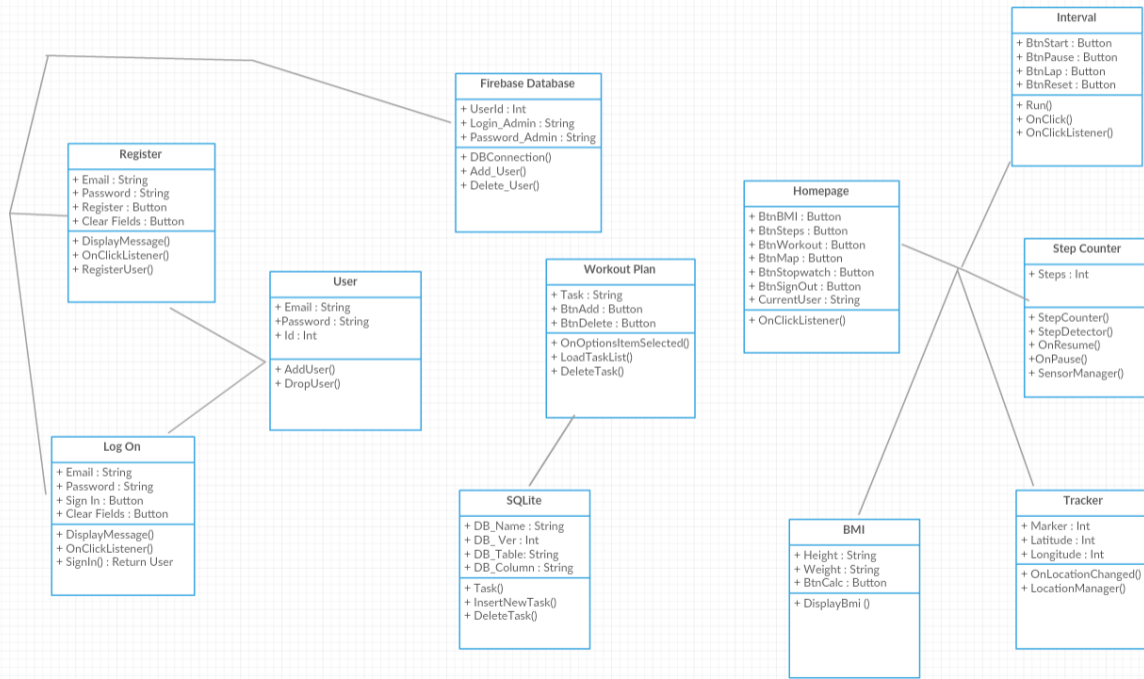 Interval
+ BtnStart : Button
+ BtnPause : Button
+ BtnLap : Button
+ BtnReset : Button
+ Run()
+ OnClick()
+ OnClickListener()
Firebase Database
+ UserId : Int
+ Login_Admin : String
+ Password_Admin : String
+ DBConnection()
+ Add_User()
+ Delete_User()
Register
+ Email : String
+ Password : String
+ Register : Button
+ Clear Fields : Button
+ DisplayMessage()
+ OnClickListener()
+ RegisterUser()
Homepage
+ BtnBMI : Button
+ BtnSteps : Button
+ BtnWorkout : Button
+ BtnMap : Button
+ BtnStopwatch : Button
+ BtnSignOut : Button
+ CurrentUser : String
+ OnClickListener()
Step Counter
+ Steps : Int
+ StepCounter()
+ StepDetector()
+ OnResume()
+OnPause()
+ SensorManager()
User
+ Email : String
+Password : String
+ Id : Int
+ AddUser()
+ DropUser()
Workout Plan
+ Task : String
+ BtnAdd : Button
+ BtnDelete : Button
+ OnOptionsItemSelected()
+ LoadTaskList()
+ DeleteTask()
Log On
+ Email : String
+ Password : String
+ Sign In : Button
+ Clear Fields : Button
+ DisplayMessage()
+ OnClickListener()
+ SignIn() : Return User
SQLite
+ DB_Name : String
+ DB_ Ver : Int
+ DB_Table: String
+ DB_Column : String
+ Task()
+ InsertNewTask()
+ DeleteTask()
BMI
+ Height : String
+ Weight : String
+ BtnCalc : Button
+ DisplayBmi ()
Tracker
+ Marker : Int
+ Latitude : Int
+ Longitude : Int
+ OnLocationChanged()
+ LocationManager()